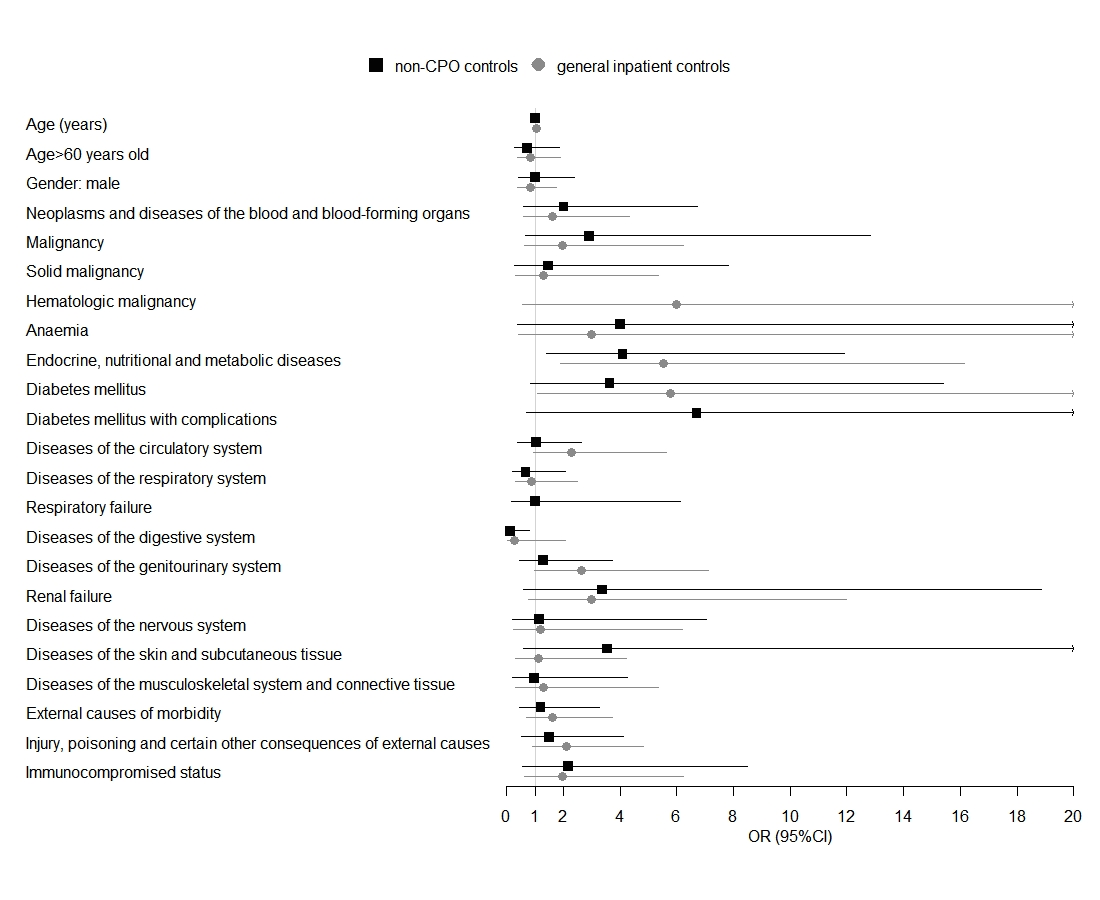 non-CPO controls general inpatient controls
Age (years)
Age>60 years old
Gender: male
Neoplasms and diseases of the blood and blood-forming organs
Malignancy
Solid malignancy
Hematologic malignancy
Anaemia
Endocrine, nutritional and metabolic diseases
Diabetes mellitus
Diabetes mellitus with complications
Diseases of the circulatory system
Diseases of the respiratory system
Respiratory failure
Diseases of the digestive system
Diseases of the genitourinary system
Renal failure
Diseases of the nervous system
Diseases of the skin and subcutaneous tissue
Diseases of the musculoskeletal system and connective tissue
External causes of morbidity
Injury, poisoning and certain other consequences of external causes
Immunocompromised status
0 1 2 4 6 8 10 12 14 16 18 20
OR (95%CI)